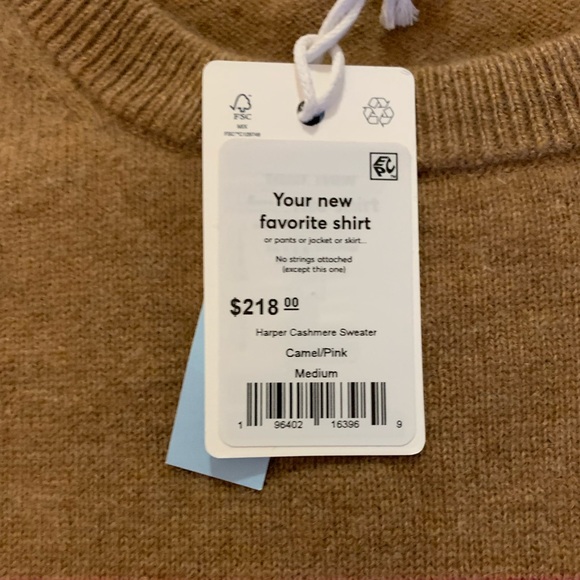 FSC
MIX
EPC
Your new
favorite shirt
or pants or jacket or skirt...
No strings attached
(except this one)
$218 00
Harper Cashmere Sweater
Camel/Pink
Medium
1 96402 16396 9